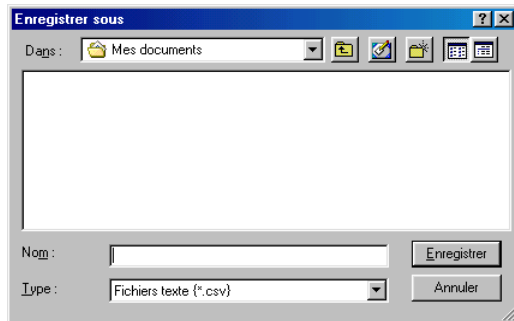 Enregistrer sous
Dans : Mes documents
Nom :
Enregistrer
Type : Fichiers texte {*.csv}
Annuler